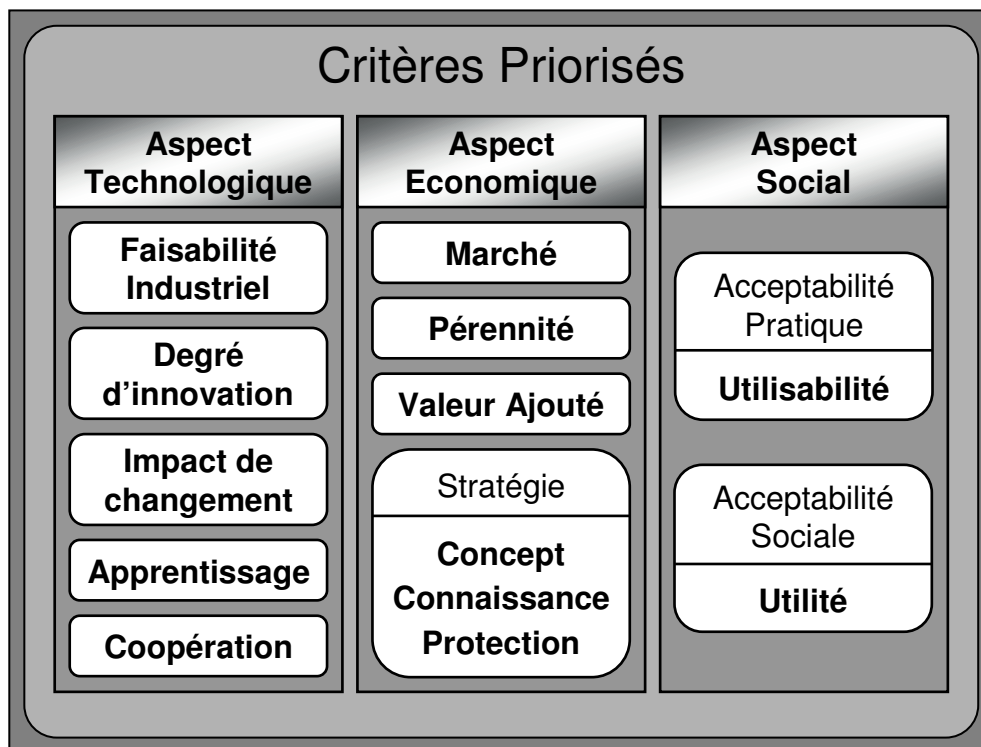 Critères Priorisés
Aspect
Technologique
Faisabilité
Industriel
Degré
d'innovation
Impact de
changement
Apprentissage
Coopération
Aspect
Economique
Marché
Pérennité
Valeur Ajouté
Stratégie
Concept
Connaissance
Protection
Aspect
Social
Acceptabilité
Pratique
Utilisabilité
Acceptabilité
Sociale
Utilité